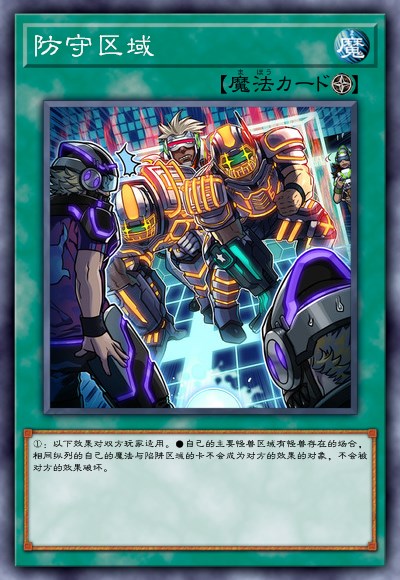 防守区域
魔
【魔法カード】
まほう
①：以下效果对双方玩家适用。●自己的主要怪兽区域有怪兽存在的场合，
相同纵列的自己的魔法与陷阱区域的卡不会成为对方的效果的对象，不会被
对方的效果破坏。